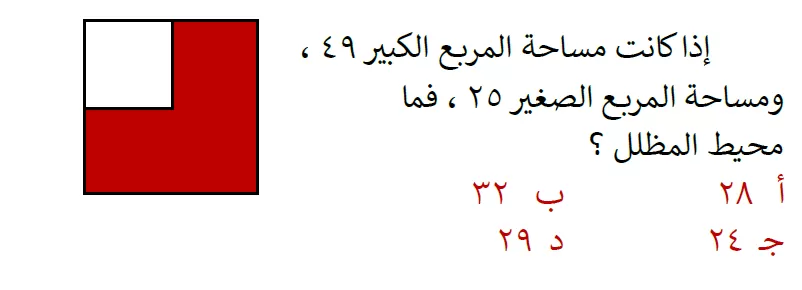 إذا كانت مساحة المربع الكبير ٤٩ ،
ومساحة المربع الصغير ٢٥ ، فما
محيط المظلل ؟
أ ٢٨ ب ٣٢
جـ ٢٤ د ٢٩